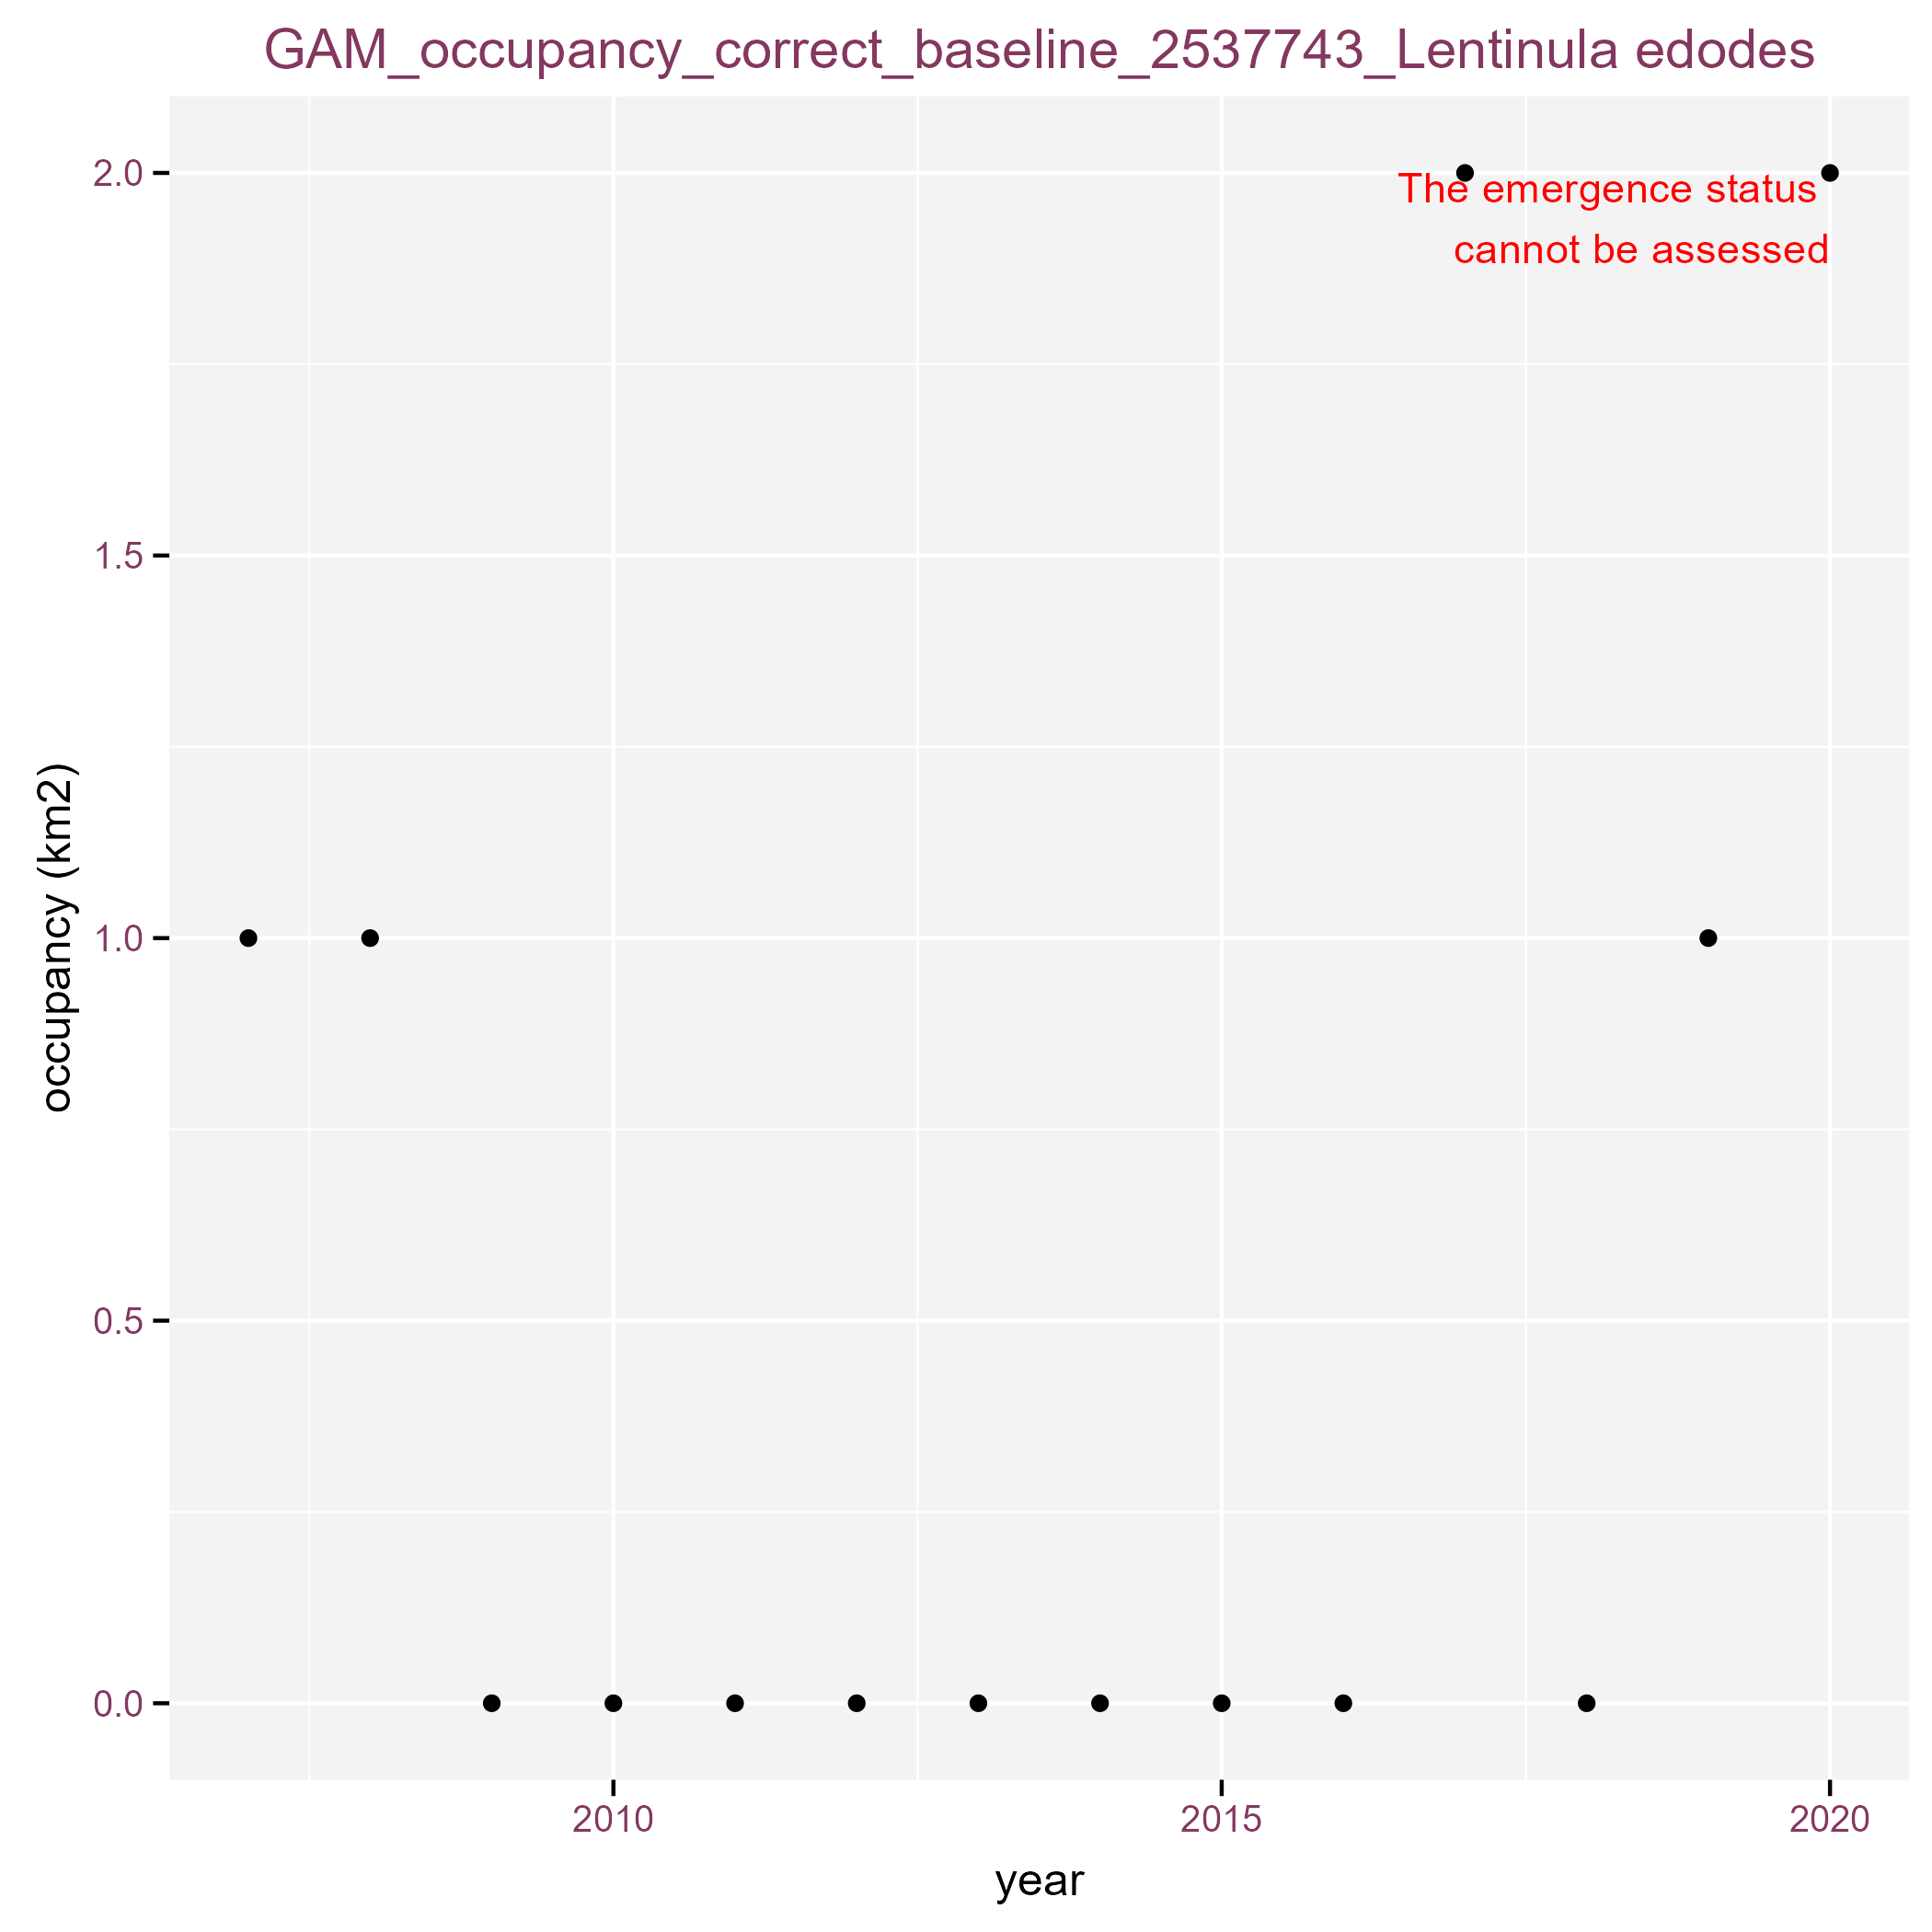 GAM_occupancy_correct_baseline_2537743_Lentinula edodes
2.0
The emergence status
cannot be assessed
1.5
occupancy (km2)
1.0
0.5
0.0
2010
2015
2020
year